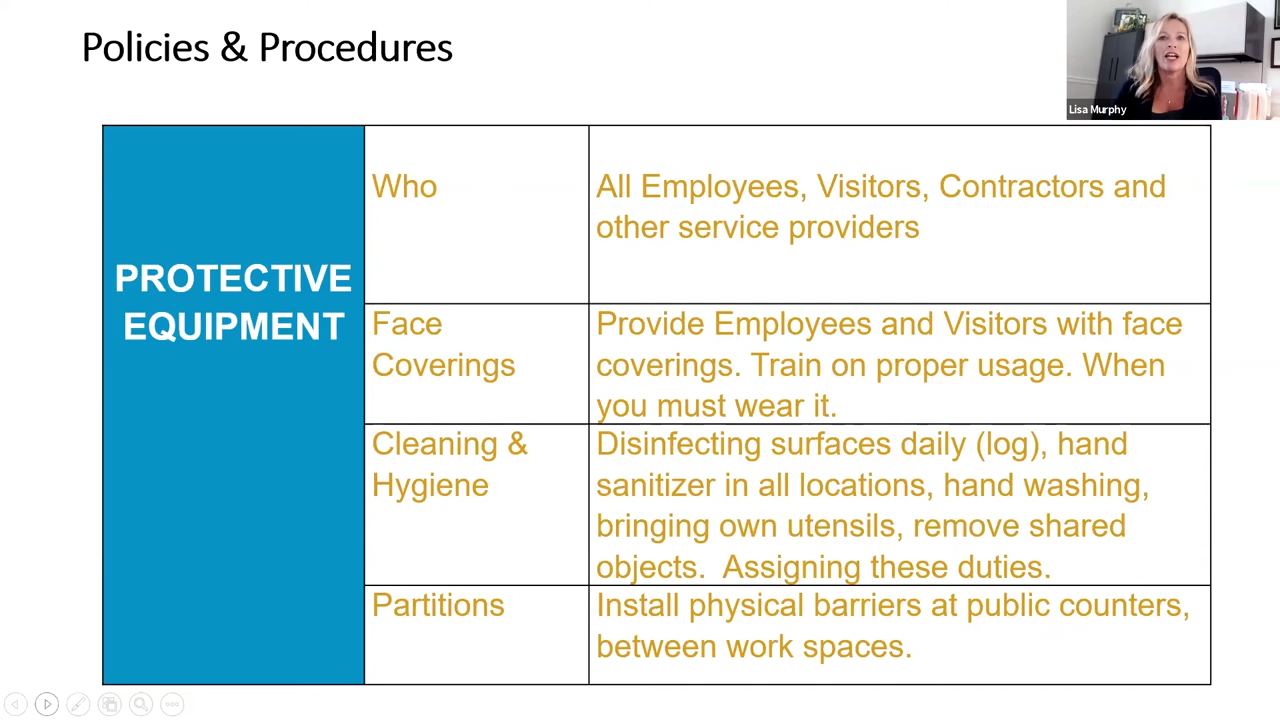 Policies & Procedures
Lisa Murphy
PROTECTIVE
EQUIPMENT
Who
All Employees, Visitors, Contractors and
other service providers
Face
Coverings
Provide Employees and Visitors with face
coverings. Train on proper usage. When
you must wear it.
Cleaning &
Hygiene
Disinfecting surfaces daily (log), hand
sanitizer in all locations, hand washing,
bringing own utensils, remove shared
objects.  Assigning these duties.
Partitions
Install physical barriers at public counters,
between work spaces.